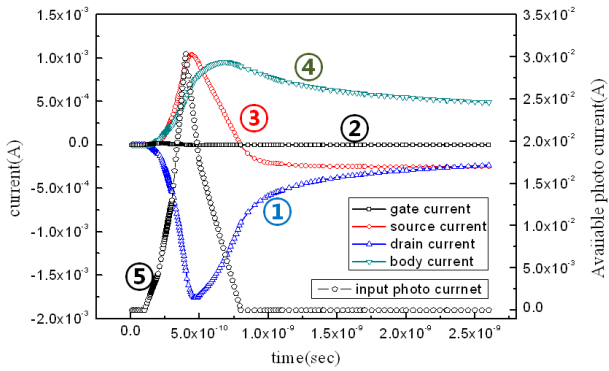 1.5x10⁻³
1.0x10⁻³
5.0x10⁻⁴
0.0
-5.0x10⁻⁴
-1.0x10⁻³
-1.5x10⁻³
-2.0x10⁻³
current(A)
3.5x10⁻²
3.0x10⁻²
2.5x10⁻²
2.0x10⁻²
1.5x10⁻²
1.0x10⁻²
5.0x10⁻³
0.0
Avauiable photo current(A)
4
3
2
1
5
gate current
source current
drain current
body current
input photo currnet
0.0
5.0x10⁻¹⁰
1.0x10⁻⁹
1.5x10⁻⁹
2.0x10⁻⁹
2.5x10⁻⁹
time(sec)